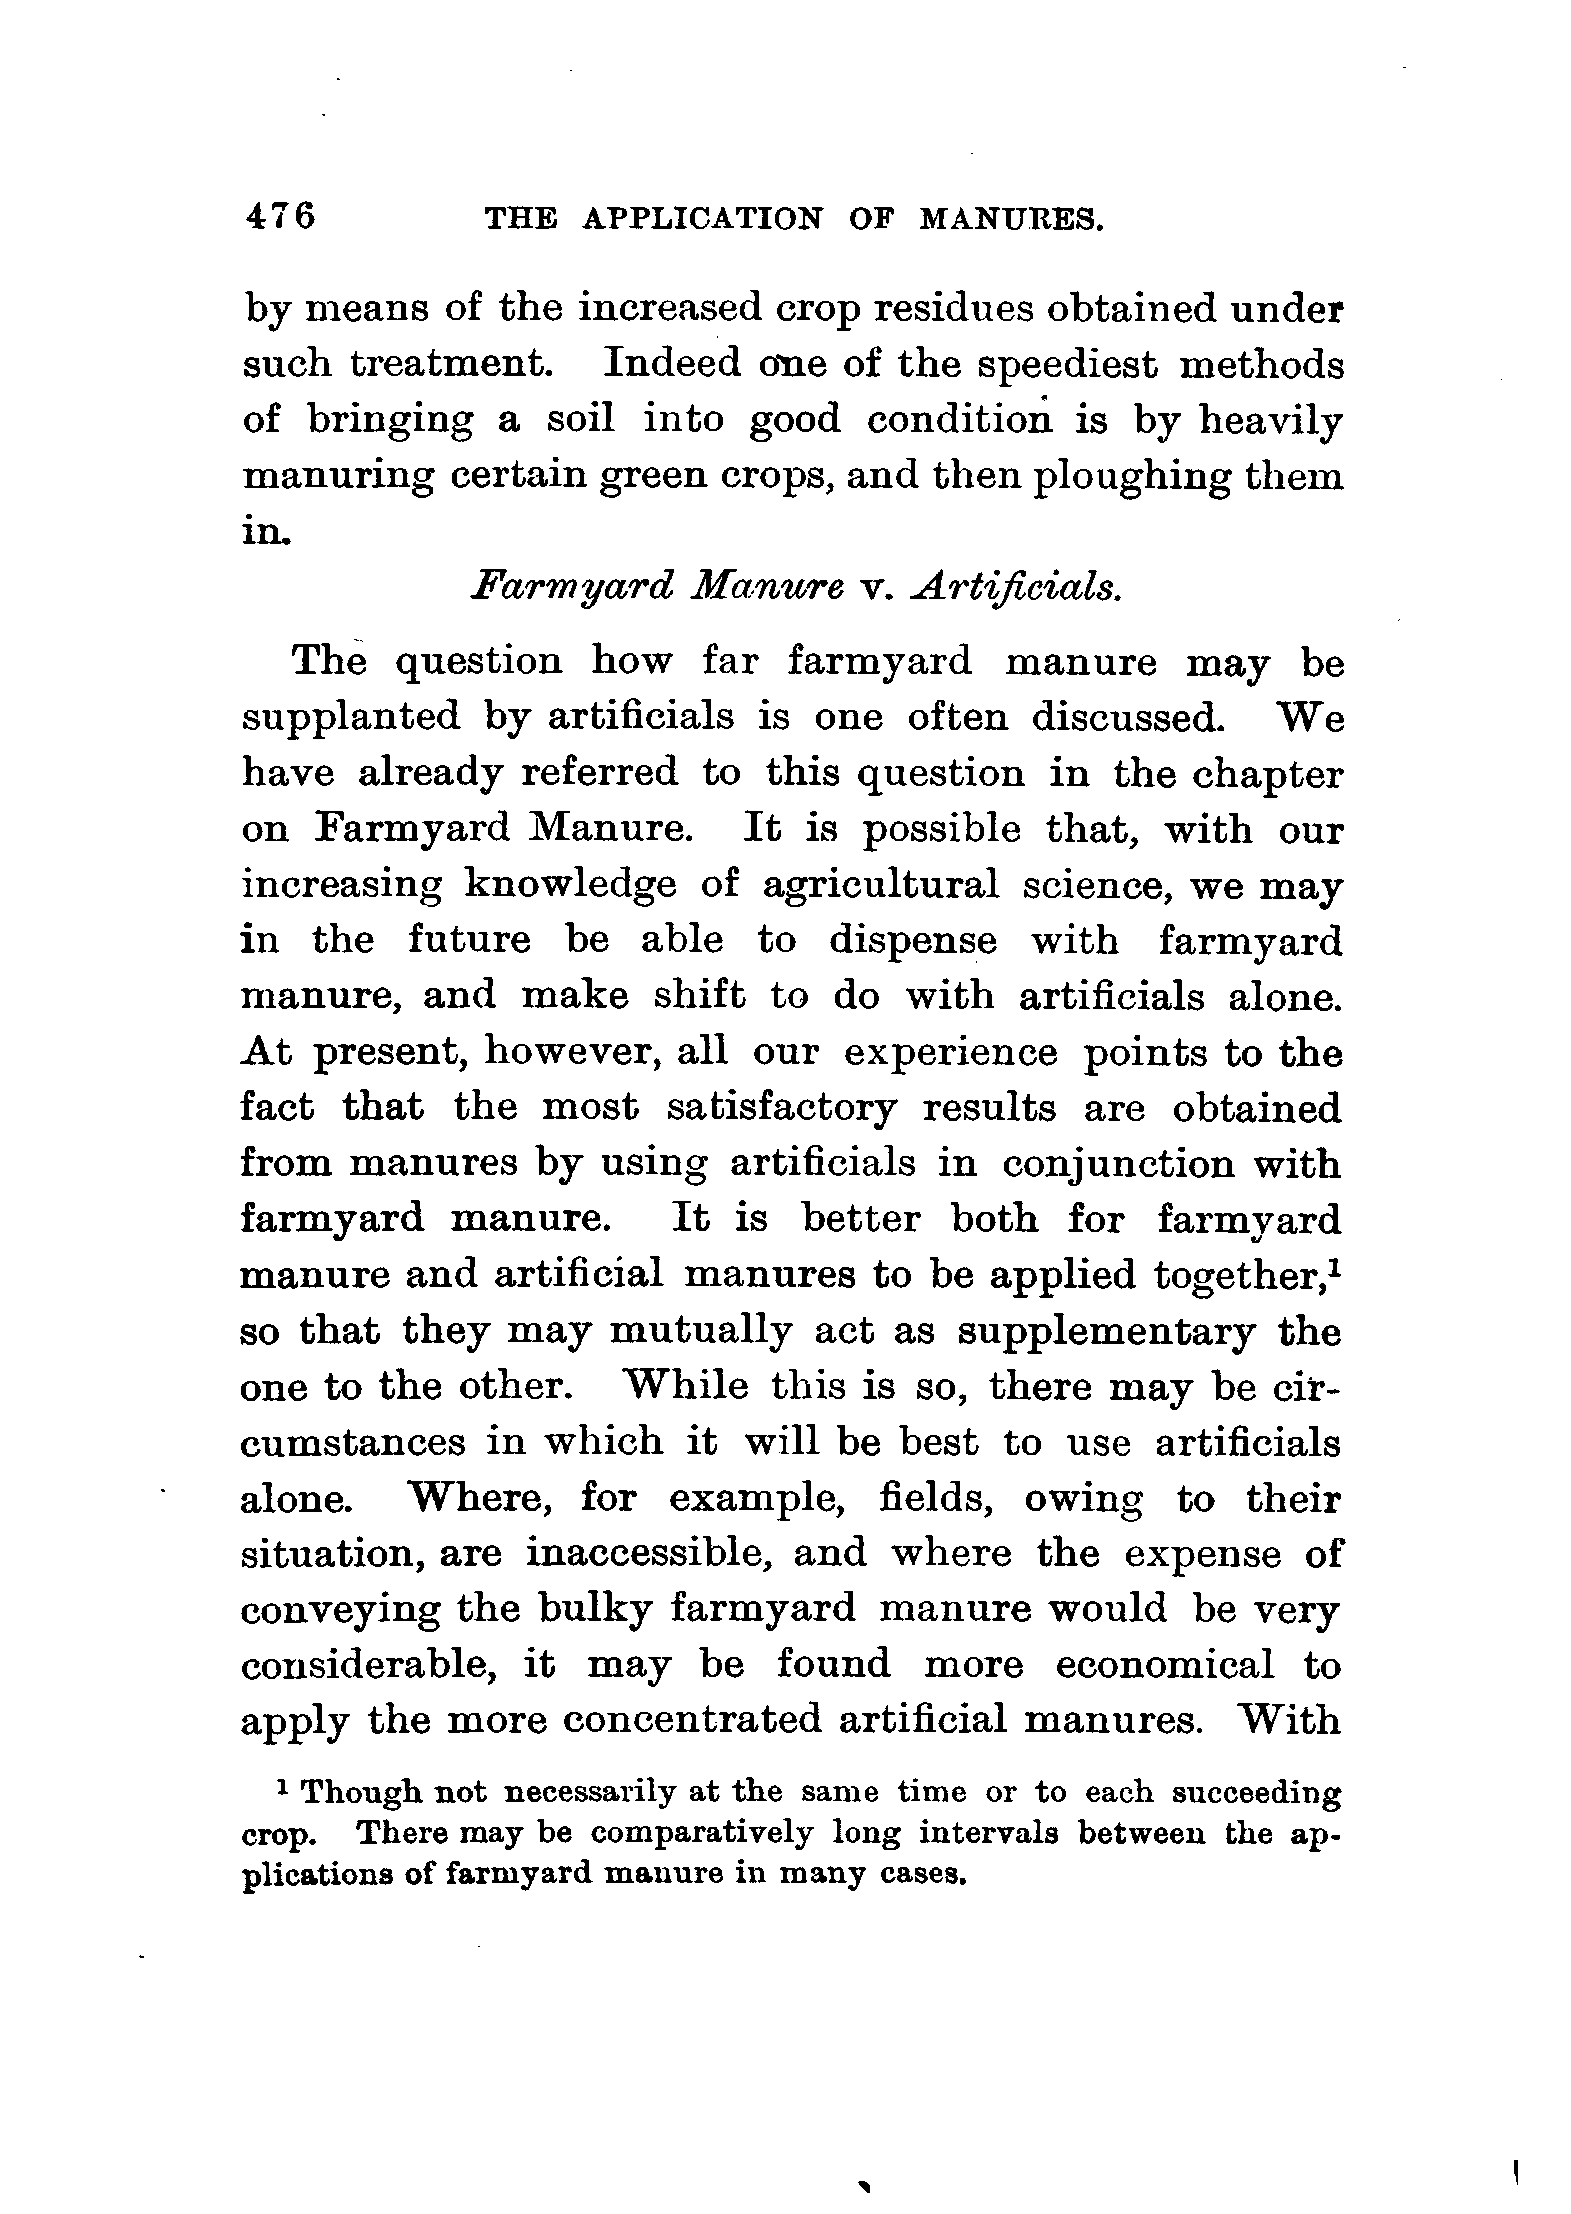 476 THE APPLICATION OF MANURES.
by means of the increased crop residues obtained under
such treatment. Indeed one of the speediest methods
of bringing a soil into good condition is by heavily
manuring certain green crops, and then ploughing them
in.
Farmyard Manure v. Artificials.
The question how far farmyard manure may be
supplanted by artificials is one often discussed. We
have already referred to this question in the chapter
on Farmyard Manure. It is possible that, with our
increasing knowledge of agricultural science, we may
in the future be able to dispense with farmyard
manure, and make shift to do with artificials alone.
At present, however, all our experience points to the
fact that the most satisfactory results are obtained
from manures by using artificials in conjunction with
farmyard manure. It is better both for farmyard
manure and artificial manures to be applied together,¹
so that they may mutually act as supplementary the
one to the other. While this is so, there may be cir-
cumstances in which it will be best to use artificials
alone. Where, for example, fields, owing to their
situation, are inaccessible, and where the expense of
conveying the bulky farmyard manure would be very
considerable, it may be found more economical to
apply the more concentrated artificial manures. With
¹ Though not necessarily at the same time or to each succeeding
crop. There may be comparatively long intervals between the ap-
plications of farmyard manure in many cases.